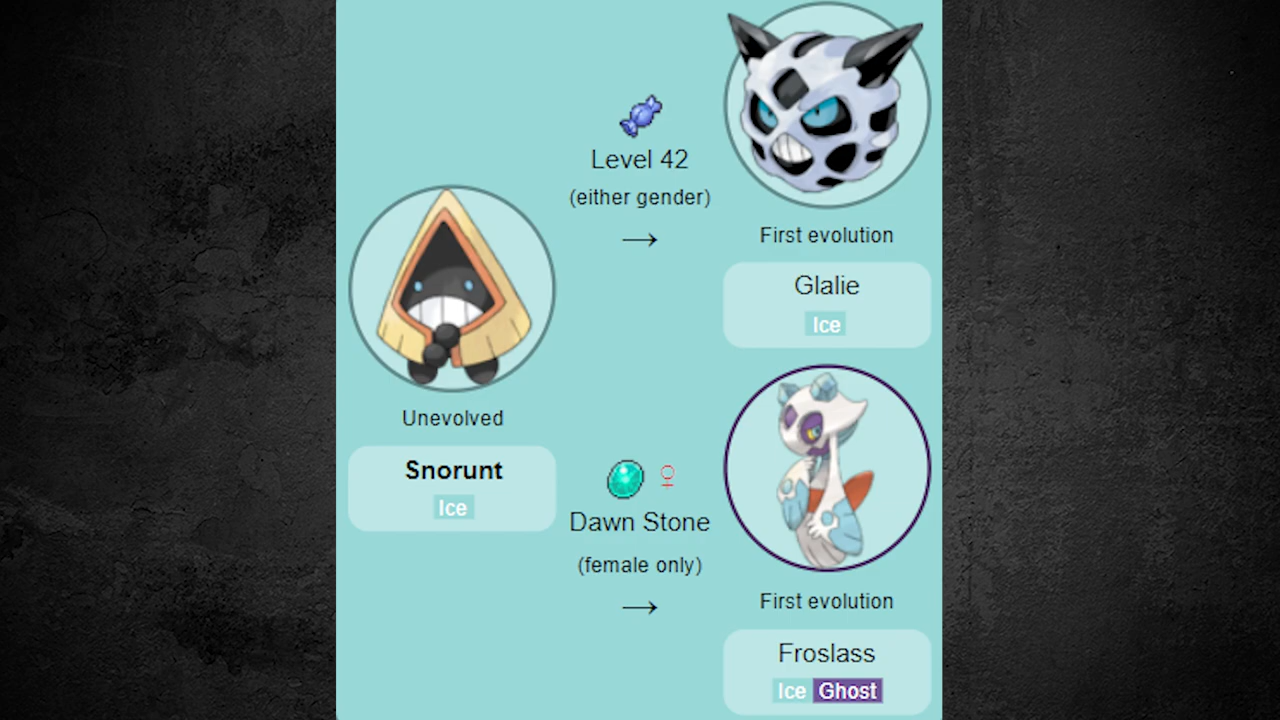 Level 42
(either gender)
→
First evolution
Glalie
Ice
Unevolved
Snorunt
Ice
♀
Dawn Stone
(female only)
→
First evolution
Froslass
Ice Ghost